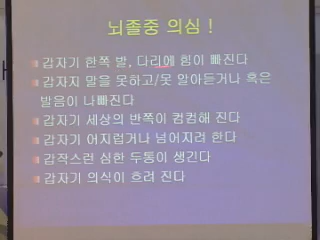 뇌졸중 의심 !
갑자기 한쪽 발, 다리에 힘이 빠진다
갑자지 말을 못하고/못 알아듣거나 혹은
발음이 나빠진다
갑자기 세상의 반쪽이 컴컴해 진다
갑자기 어지럽거나 넘어지려 한다
갑작스런 심한 두통이 생긴다
갑자기 의식이 흐려 진다